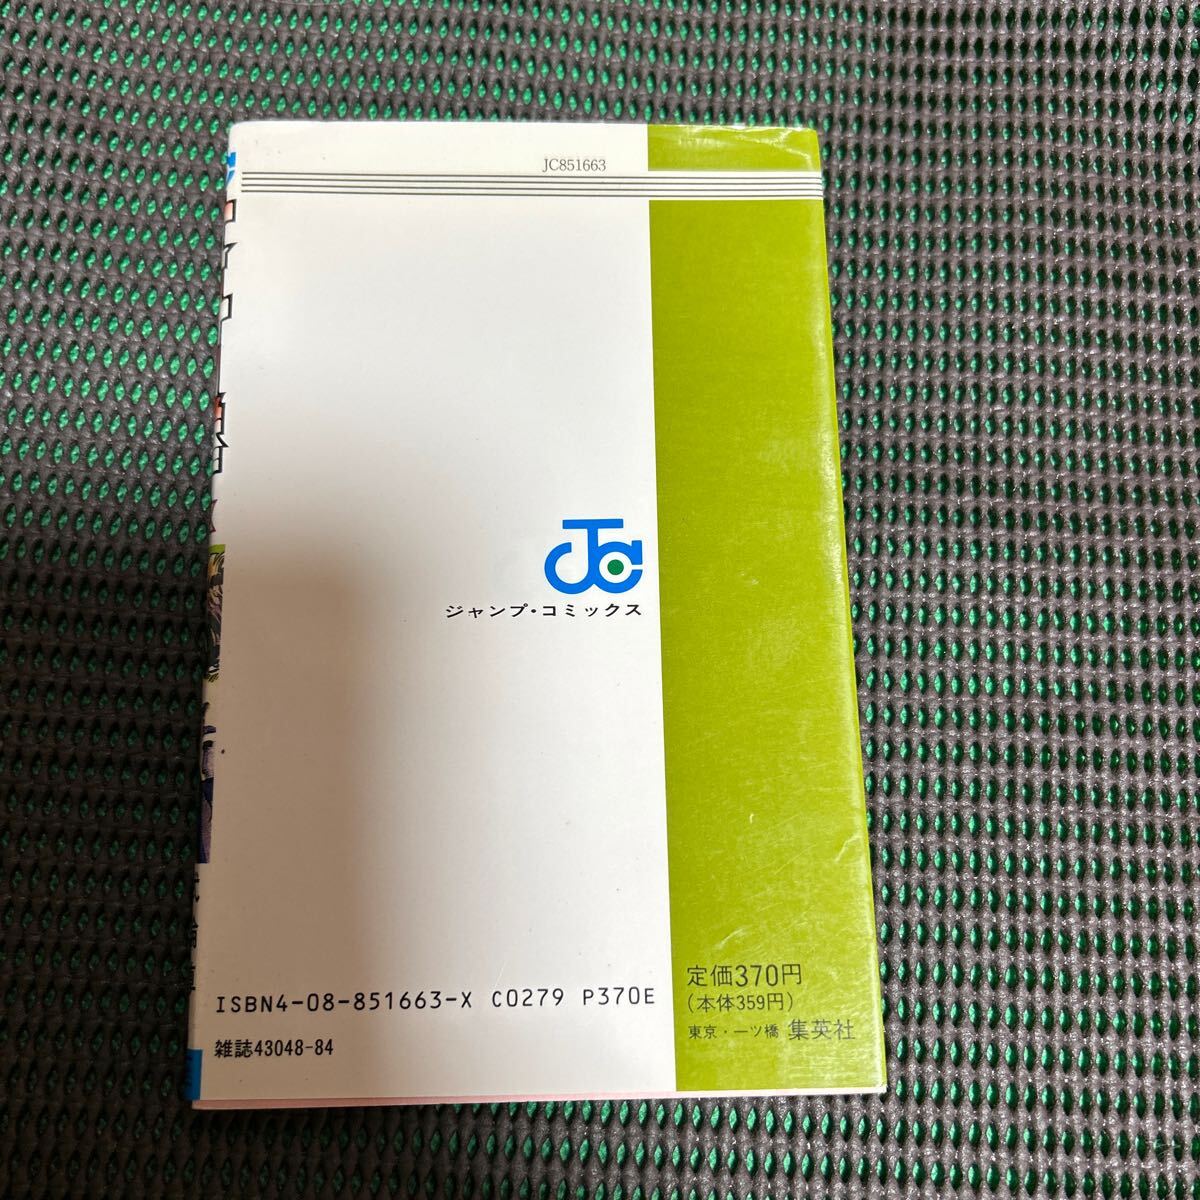 JC851663
JC
ジャンプ・コミックス
定価370円
(本体359円)
東京・一ツ橋 集英社
ISBN4-08-851663-X C0279 P370E
雑誌43048-84